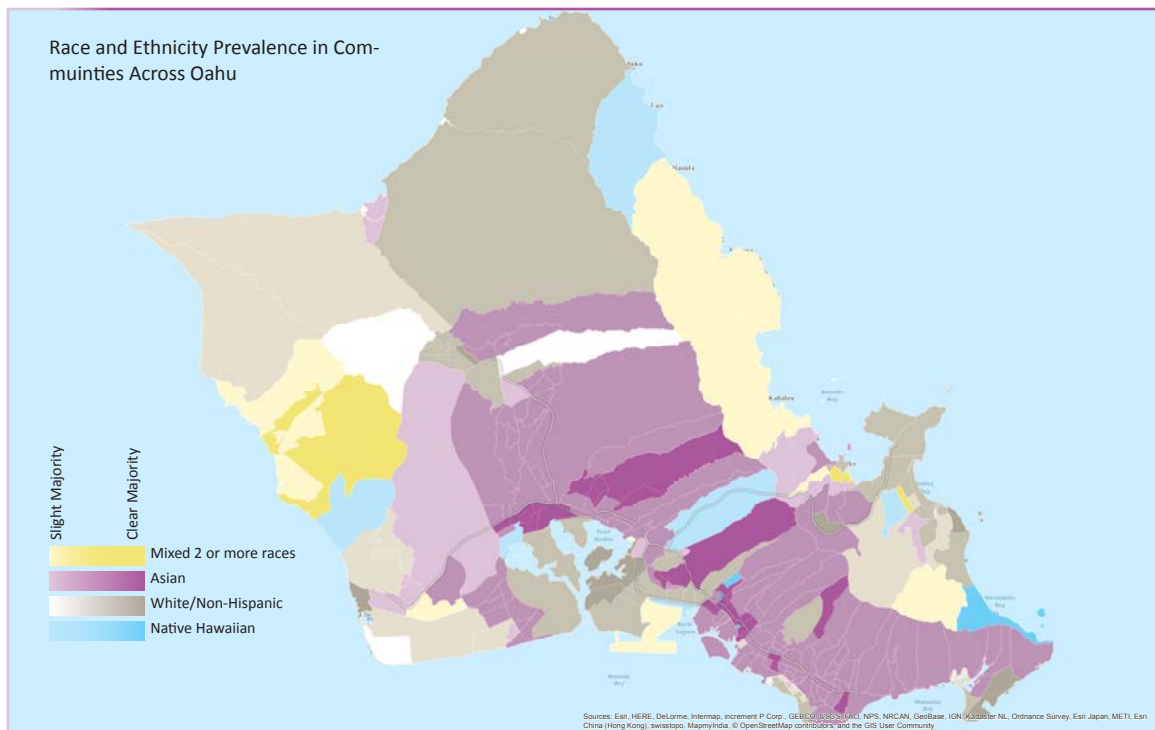 Race and Ethnicity Prevalence in Com-
muinties Across Oahu
Laie
Hauula
Kahaluu
Slight Majority
Clear Majority
Mixed 2 or more races
Asian
White/Non-Hispanic
Native Hawaiian
Sources: Esri, HERE, DeLorme, Intermap, increment P Corp., GEBCO, USGS, FAO, NPS, NRCAN, GeoBase, IGN, Kadaster NL, Ordnance Survey, Esri Japan, METI, Esri
China (Hong Kong), swisstopo, MapmyIndia, © OpenStreetMap contributors, and the GIS User Community